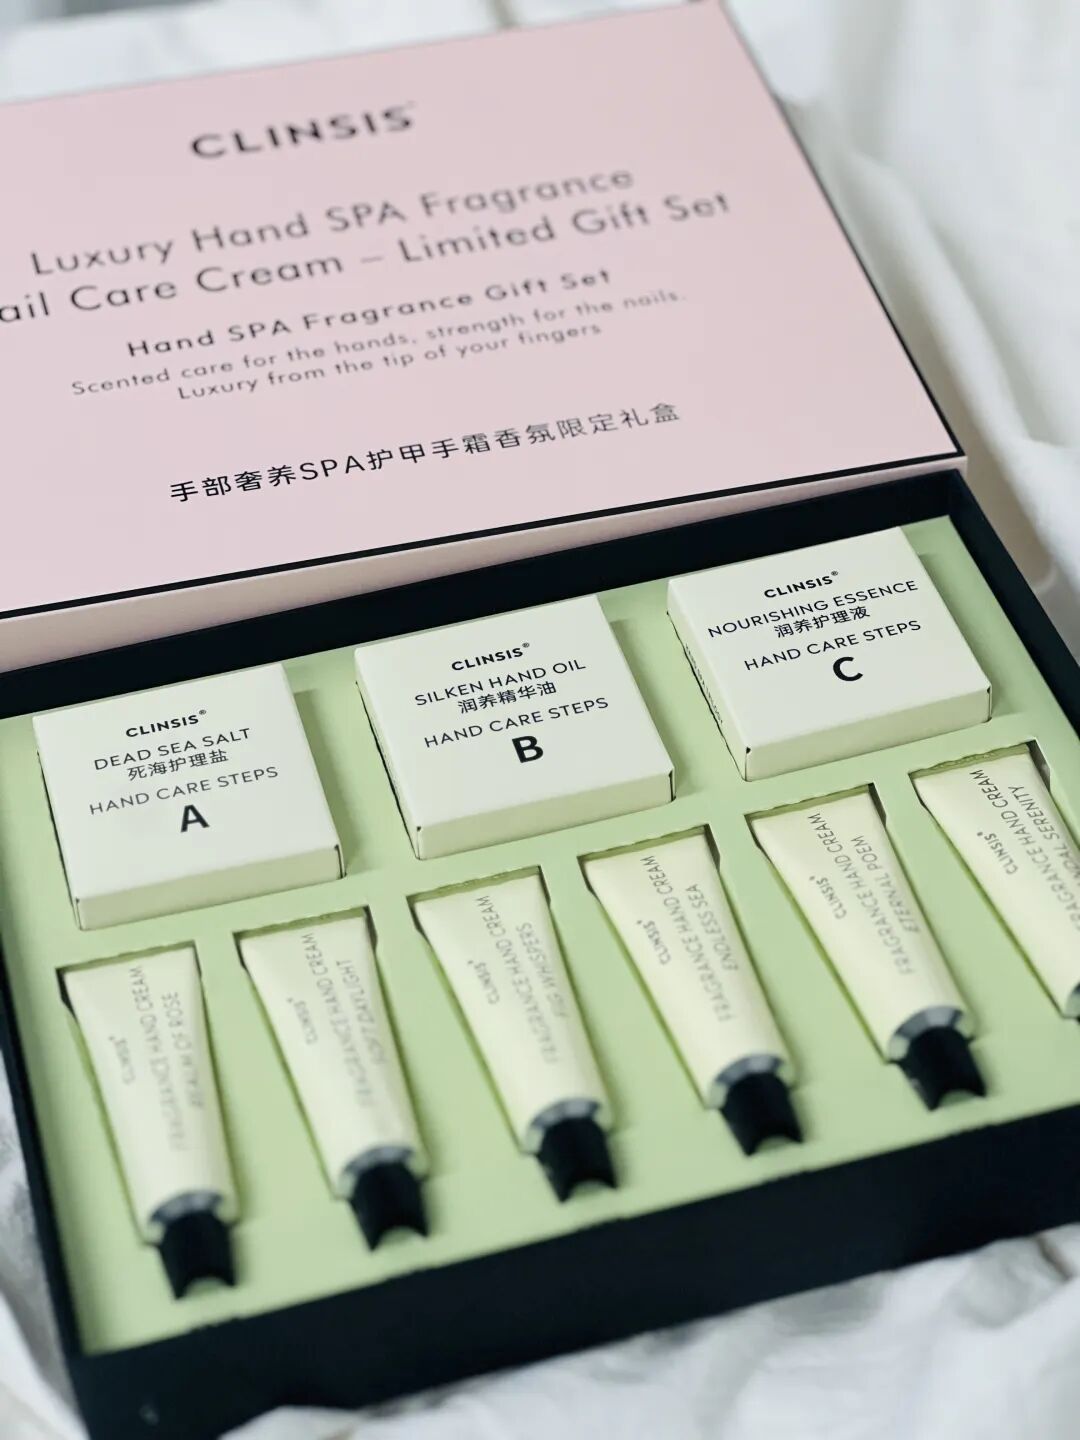 CLINSIS
Luxury Hand SPA Fragrance
ail Care Cream – Limited Gift Set
Hand SPA Fragrance Gift Set
Scented care for the hands, strength for the nails.
Luxury from the tip of your fingers
手部奢养SPA护甲手霜香氛限定礼盒
CLINSIS®
DEAD SEA SALT
死海护理盐
HAND CARE STEPS
A
CLINSIS®
SILKEN HAND OIL
润养精华油
HAND CARE STEPS
B
CLINSIS®
NOURISHING ESSENCE
润养护理液
HAND CARE STEPS
C
CLINSIS®
FRAGRANCE HAND CREAM
REALM OF ROSE
CLINSIS®
FRAGRANCE HAND CREAM
SOFT DAYLIGHT
CLINSIS®
FRAGRANCE HAND CREAM
FIG WHISPERS
CLINSIS®
FRAGRANCE HAND CREAM
ENDLESS SEA
CLINSIS®
FRAGRANCE HAND CREAM
ETERNAL POEM
CLINSIS®
FRAGRANCE HAND CREAM
SERENITY